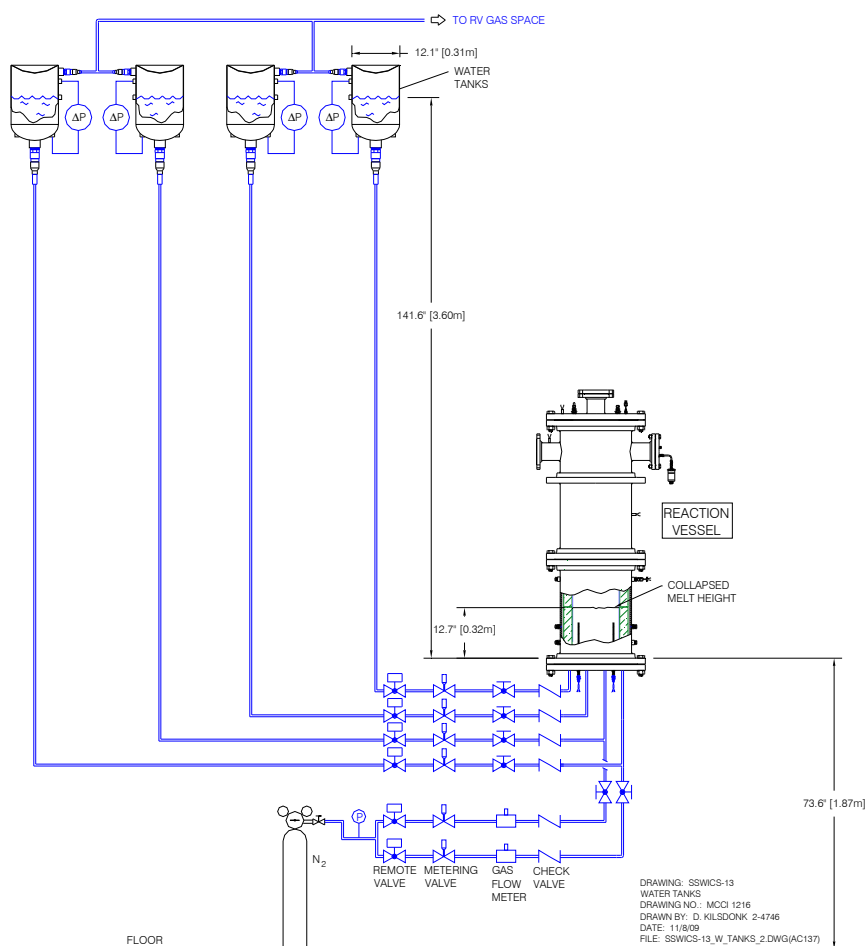 TO RV GAS SPACE
12.1" [0.31m]
WATER
TANKS
ΔP
ΔP
ΔP
ΔP
141.6" [3.60m]
REACTION
VESSEL
COLLAPSED
MELT HEIGHT
12.7" [0.32m]
73.6" [1.87m]
P
N2
REMOTE
VALVE
METERING
VALVE
GAS
FLOW
METER
CHECK
VALVE
DRAWING: SSWICS-13
WATER TANKS
DRAWING NO.: MCCI 1216
DRAWN BY: D. KILSDONK 2-4746
DATE: 11/8/09
FILE: SSWICS-13_W_TANKS_2.DWG(AC137)
FLOOR